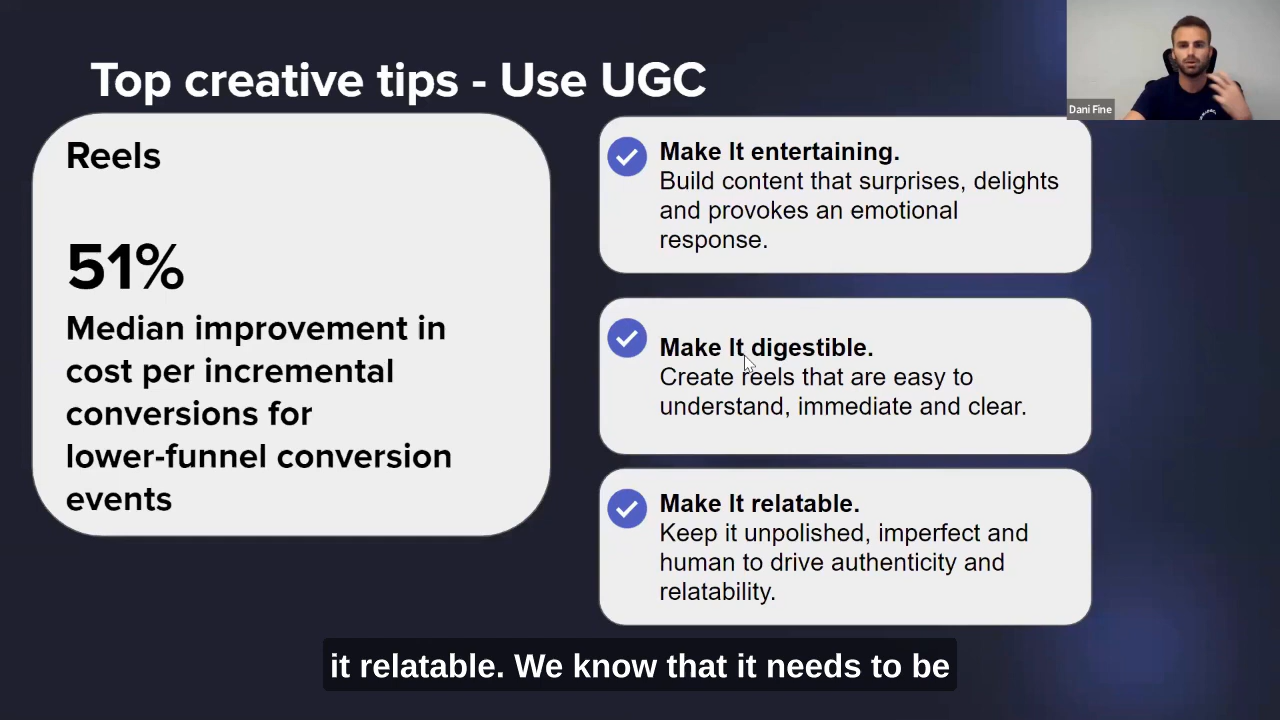 Top creative tips - Use UGC
Dani Fine
Reels
51%
Median improvement in
cost per incremental
conversions for
lower-funnel conversion
events
Make It entertaining.
Build content that surprises, delights
and provokes an emotional
response.
Make It digestible.
Create reels that are easy to
understand, immediate and clear.
Make It relatable.
Keep it unpolished, imperfect and
human to drive authenticity and
relatability.
it relatable. We know that it needs to be